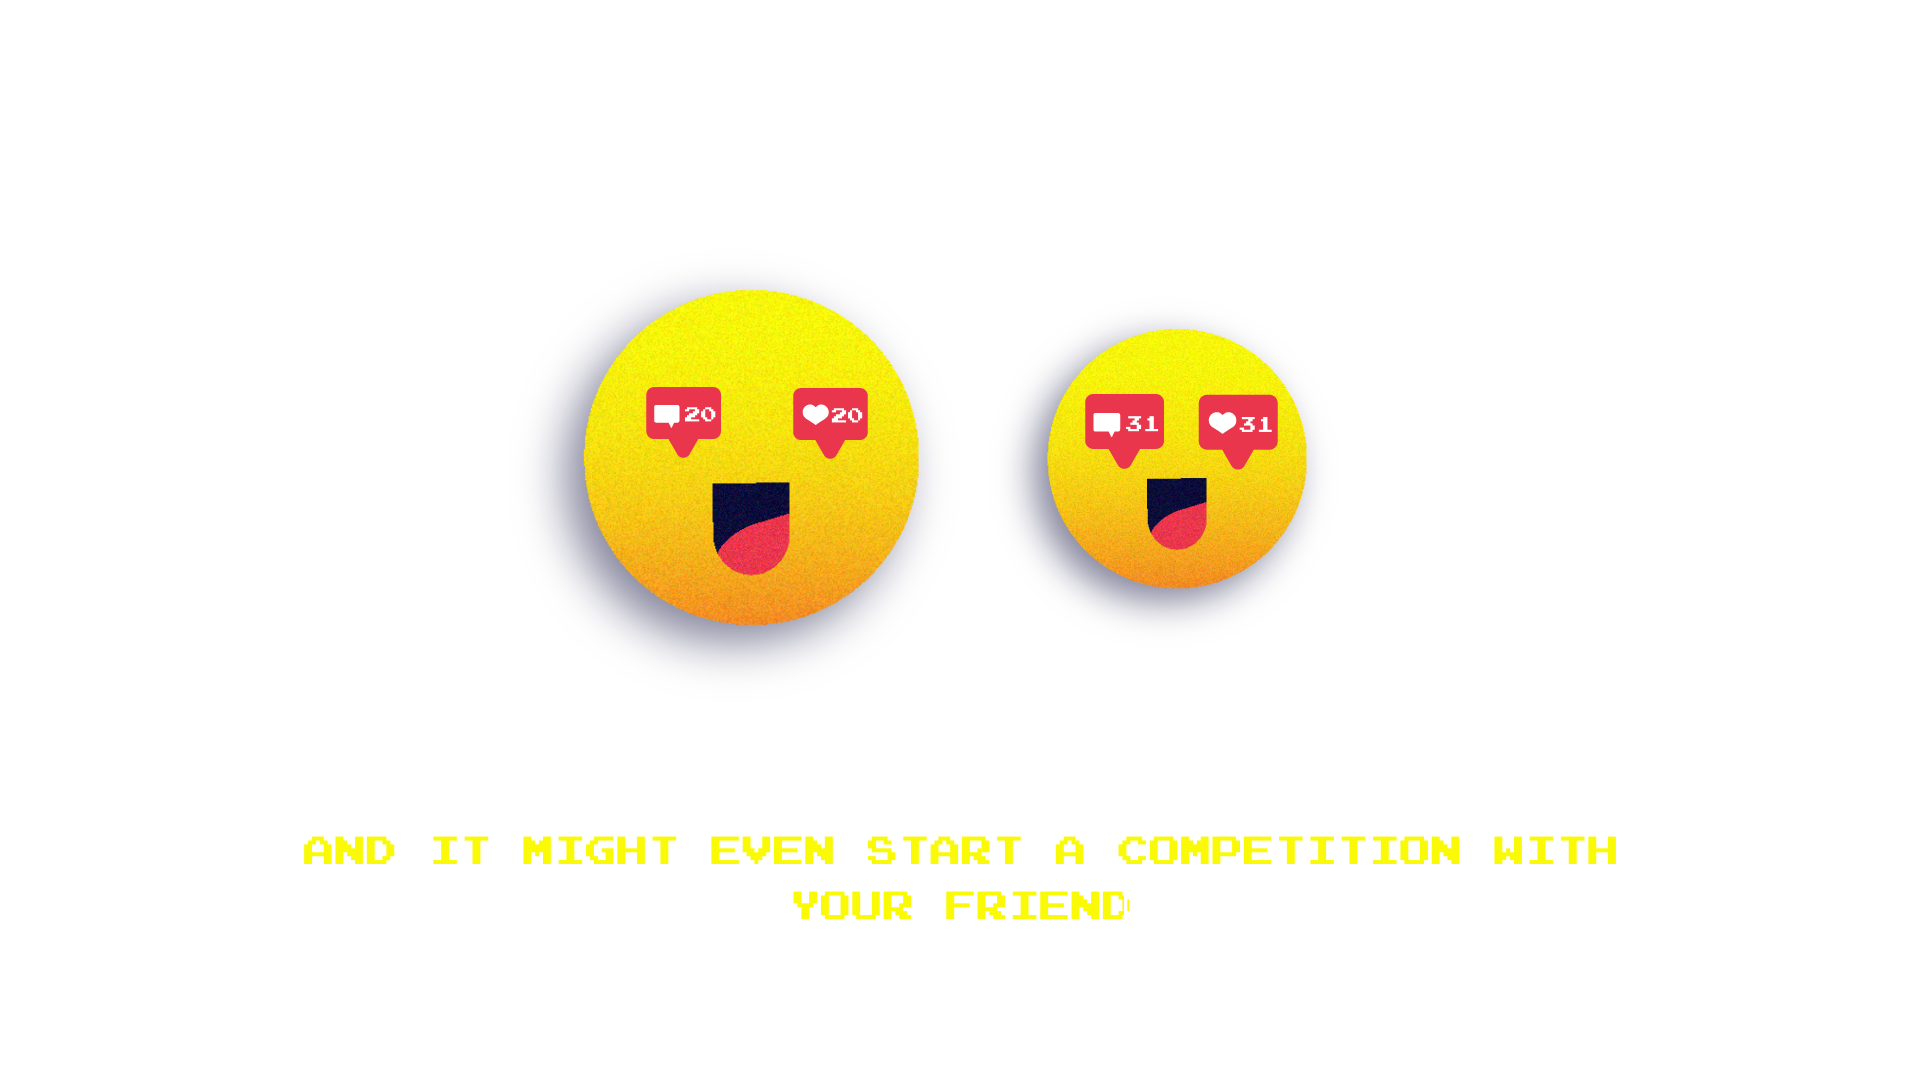 20 20 31 31
AND IT MIGHT EVEN START A COMPETITION WITH
YOUR FRIEND